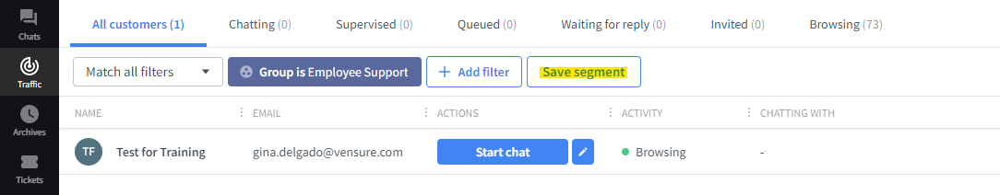 Chats
Traffic
Archives
Tickets
All customers (1) Chatting (0) Supervised (0) Queued (0) Waiting for reply (0) Invited (0) Browsing (73)
Match all filters Group is Employee Support + Add filter Save segment
NAME EMAIL ACTIONS ACTIVITY CHATTING WITH
TF Test for Training gina.delgado@vensure.com Start chat Browsing -